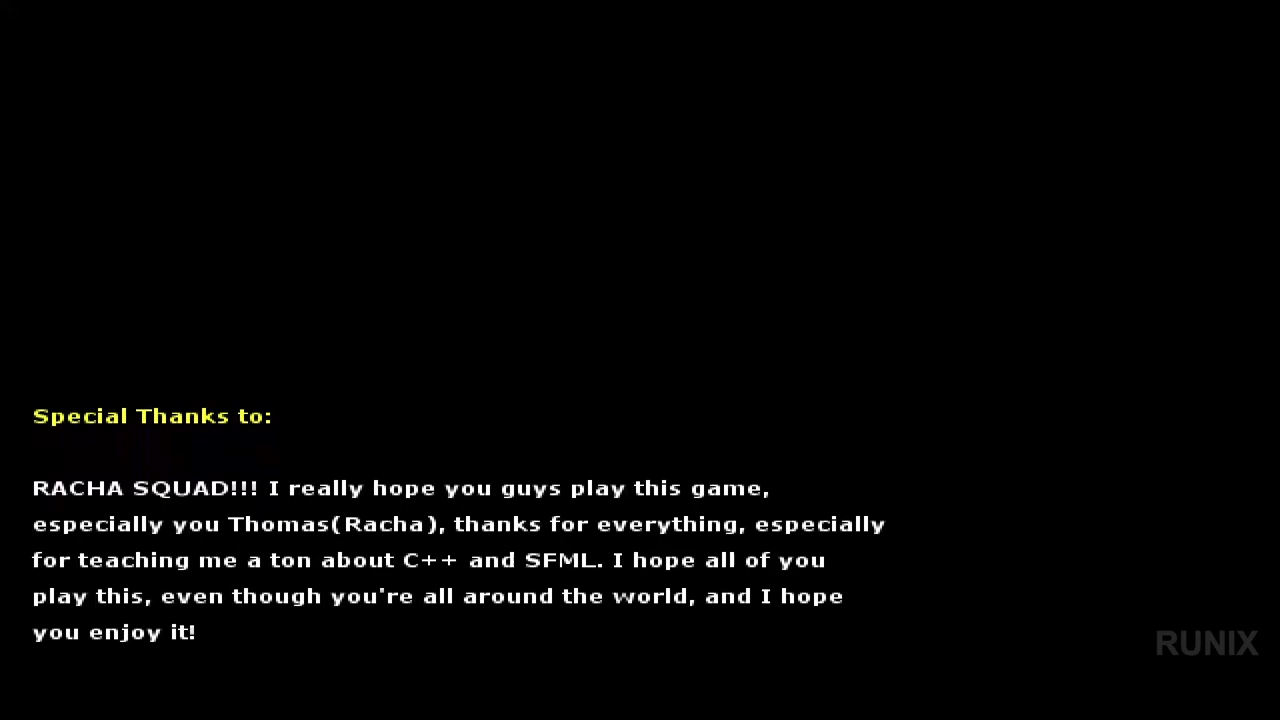 Special Thanks to:
RACHA SQUAD!!! I really hope you guys play this game,
especially you Thomas(Racha), thanks for everything, especially
for teaching me a ton about C++ and SFML. I hope all of you
play this, even though you're all around the world, and I hope
you enjoy it!
RUNIX